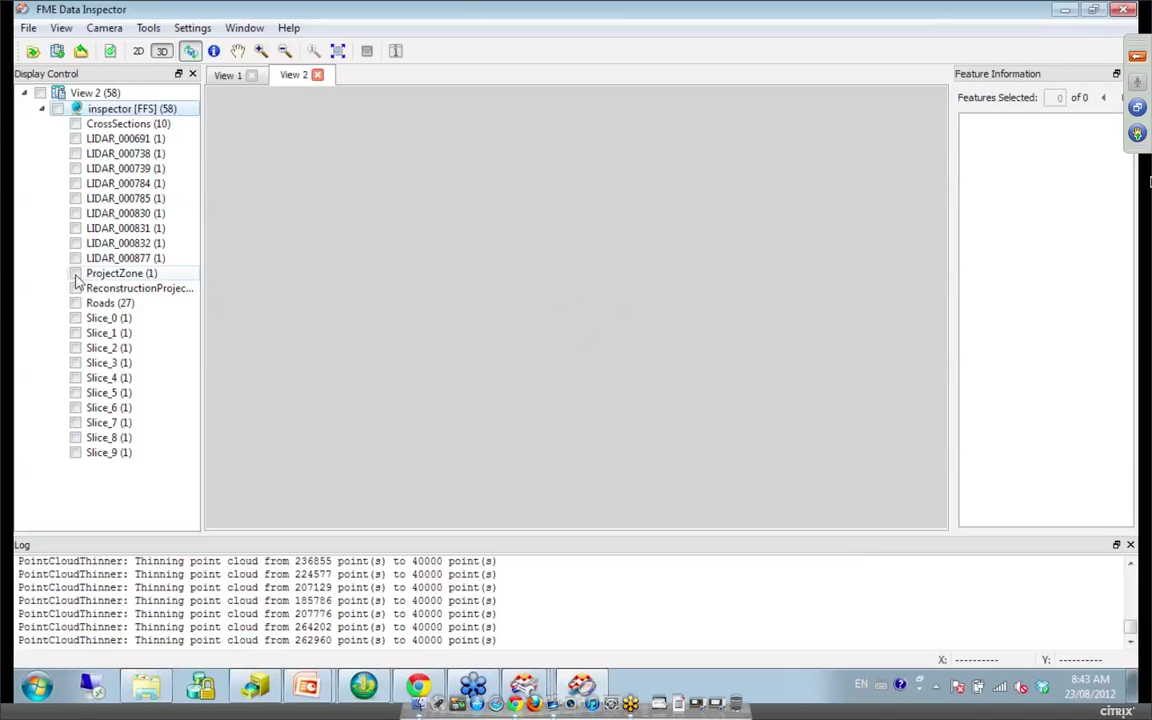 FME Data Inspector
File View Camera Tools Settings Window Help
2D 3D
Display Control
View 1 View 2
Feature Information
View 2 (58)
Features Selected: 0 of 0
inspector [FFS] (58)
CrossSections (10)
LIDAR_000691 (1)
LIDAR_000738 (1)
LIDAR_000739 (1)
LIDAR_000784 (1)
LIDAR_000785 (1)
LIDAR_000830 (1)
LIDAR_000831 (1)
LIDAR_000832 (1)
LIDAR_000877 (1)
ProjectZone (1)
ReconstructionProjec...
Roads (27)
Slice_0 (1)
Slice_1 (1)
Slice_2 (1)
Slice_3 (1)
Slice_4 (1)
Slice_5 (1)
Slice_6 (1)
Slice_7 (1)
Slice_8 (1)
Slice_9 (1)
Log
PointCloudThinner: Thinning point cloud from 236855 point(s) to 40000 point(s)
PointCloudThinner: Thinning point cloud from 224577 point(s) to 40000 point(s)
PointCloudThinner: Thinning point cloud from 207129 point(s) to 40000 point(s)
PointCloudThinner: Thinning point cloud from 185786 point(s) to 40000 point(s)
PointCloudThinner: Thinning point cloud from 207776 point(s) to 40000 point(s)
PointCloudThinner: Thinning point cloud from 264202 point(s) to 40000 point(s)
PointCloudThinner: Thinning point cloud from 262960 point(s) to 40000 point(s)
X: ---------- Y: ----------
EN
8:43 AM
23/08/2012
CITRIX